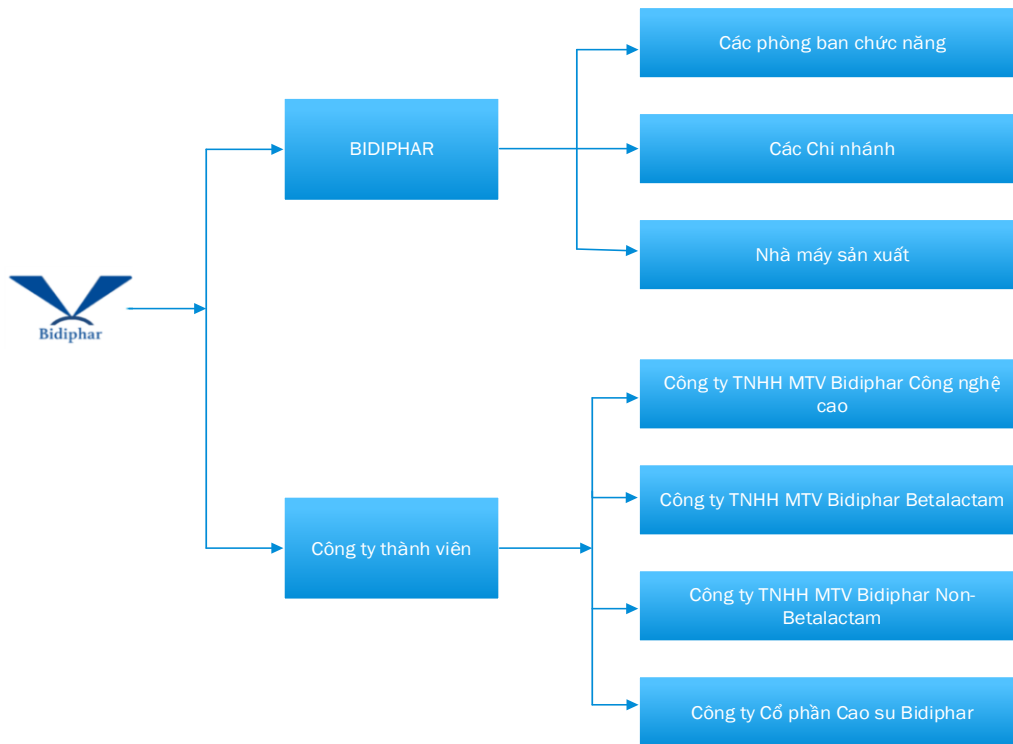 Các phòng ban chức năng
BIDIPHAR
Các Chi nhánh
Nhà máy sản xuất
Bidiphar
Công ty TNHH MTV Bidiphar Công nghệ
cao
Công ty TNHH MTV Bidiphar Betalactam
Công ty thành viên
Công ty TNHH MTV Bidiphar Non-
Betalactam
Công ty Cổ phần Cao su Bidiphar